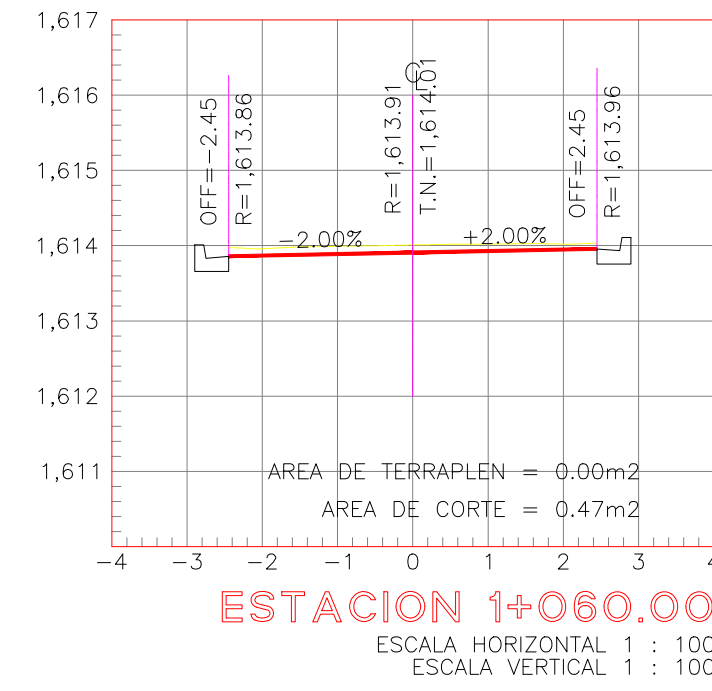 1,617
1,616
1,615
1,614
1,613
1,612
1,611
OFF=-2.45
R=1,613.86
R=1,613.91
T.N.=1,614.01
CL
OFF=2.45
R=1,613.96
-2.00%
+2.00%
AREA DE TERRAPLEN = 0.00m2
AREA DE CORTE = 0.47m2
-4 -3 -2 -1 0 1 2 3 4
ESTACION 1+060.00
ESCALA HORIZONTAL 1 : 100
ESCALA VERTICAL 1 : 100